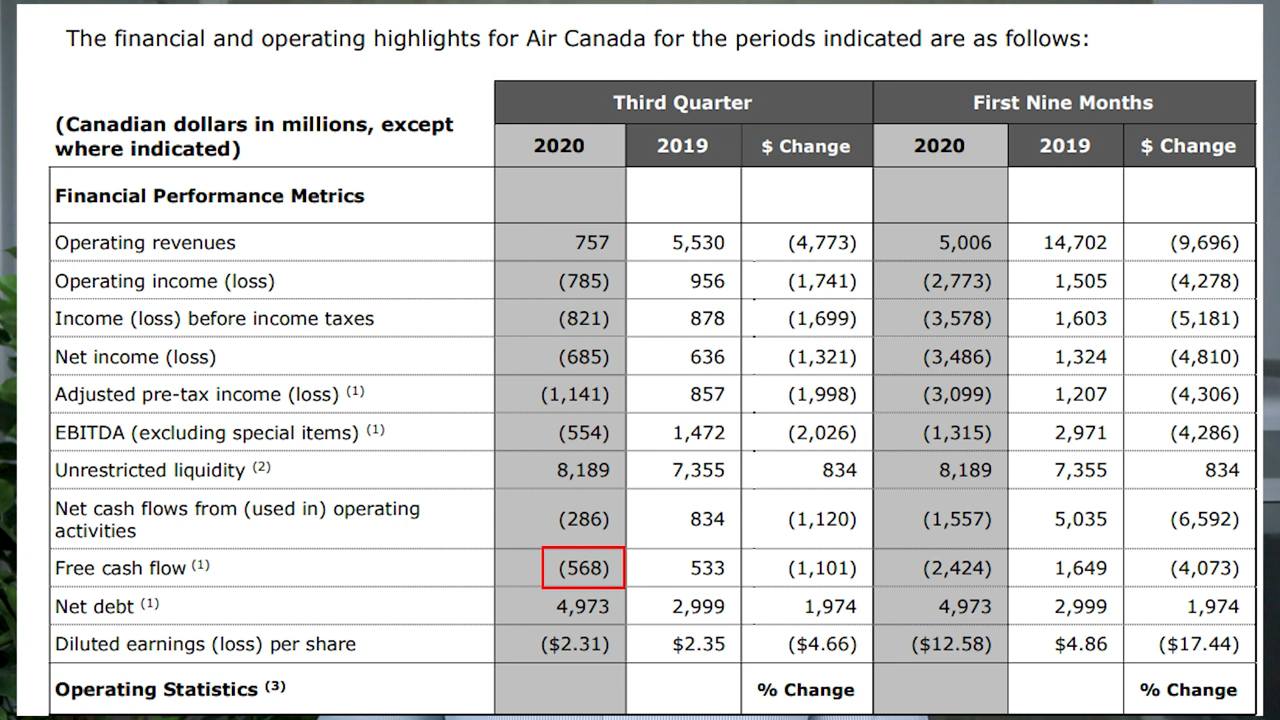 The financial and operating highlights for Air Canada for the periods indicated are as follows:
(Canadian dollars in millions, except where indicated) Third Quarter First Nine Months
2020 2019 $ Change 2020 2019 $ Change
Financial Performance Metrics
Operating revenues 757 5,530 (4,773) 5,006 14,702 (9,696)
Operating income (loss) (785) 956 (1,741) (2,773) 1,505 (4,278)
Income (loss) before income taxes (821) 878 (1,699) (3,578) 1,603 (5,181)
Net income (loss) (685) 636 (1,321) (3,486) 1,324 (4,810)
Adjusted pre-tax income (loss) (1) (1,141) 857 (1,998) (3,099) 1,207 (4,306)
EBITDA (excluding special items) (1) (554) 1,472 (2,026) (1,315) 2,971 (4,286)
Unrestricted liquidity (2) 8,189 7,355 834 8,189 7,355 834
Net cash flows from (used in) operating activities (286) 834 (1,120) (1,557) 5,035 (6,592)
Free cash flow (1) (568) 533 (1,101) (2,424) 1,649 (4,073)
Net debt (1) 4,973 2,999 1,974 4,973 2,999 1,974
Diluted earnings (loss) per share ($2.31) $2.35 ($4.66) ($12.58) $4.86 ($17.44)
Operating Statistics (3) % Change % Change